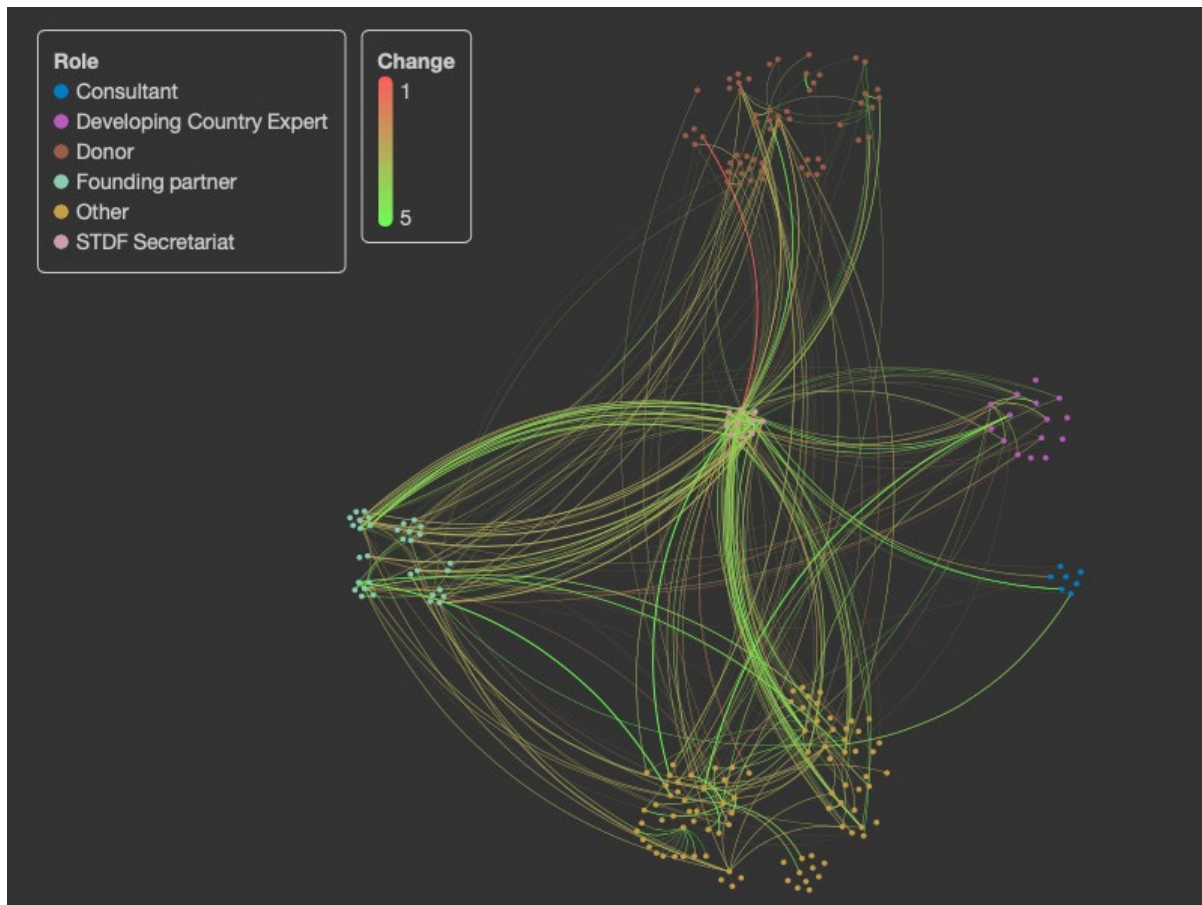 Role
Consultant
Developing Country Expert
Donor
Founding partner
Other
STDF Secretariat
Change
1
5